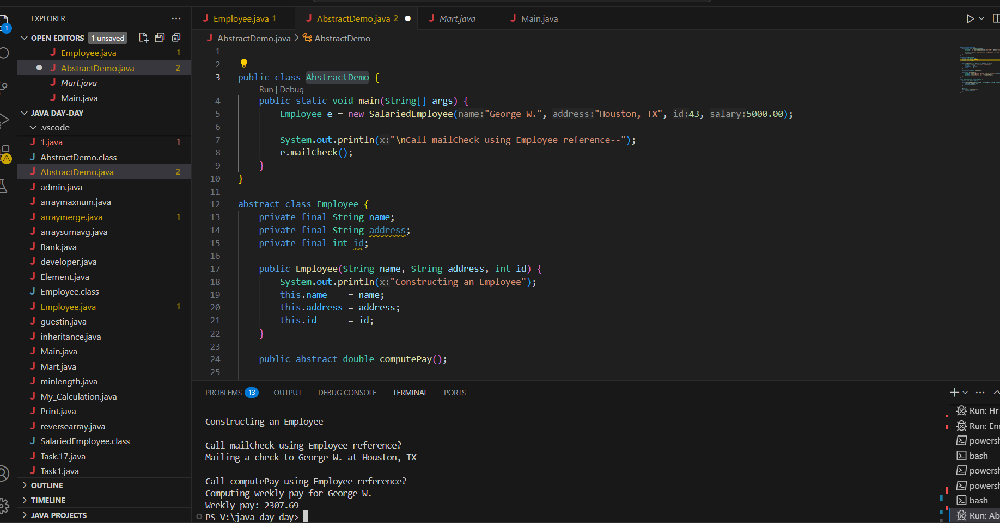 EXPLORER
OPEN EDITORS 1 unsaved
Employee.java 1
AbstractDemo.java 2
Mart.java
Main.java
JAVA DAY-DAY
.vscode
1.java 1
AbstractDemo.class
AbstractDemo.java 2
admin.java
arraymaxnum.java
arraymerge.java 1
arraysumavg.java
Bank.java
developer.java
Element.java
Employee.class
Employee.java 1
guestin.java
inheritance.java
Main.java
Mart.java
minlength.java
My_Calculation.java
Print.java
reversearray.java
SalariedEmployee.class
Task.17.java
Task1.java
OUTLINE
TIMELINE
JAVA PROJECTS
1
Employee.java 1 AbstractDemo.java 2 Mart.java Main.java
AbstractDemo.java > AbstractDemo
1
2
3 public class AbstractDemo {
Run | Debug
4 public static void main(String[] args) {
5 Employee e = new SalariedEmployee(name:"George W.", address:"Houston, TX", id:43, salary:5000.00);
6
7 System.out.println(x:"\nCall mailCheck using Employee reference--");
8 e.mailCheck();
9 }
10 }
11
12 abstract class Employee {
13 private final String name;
14 private final String address;
15 private final int id;
16
17 public Employee(String name, String address, int id) {
18 System.out.println(x:"Constructing an Employee");
19 this.name = name;
20 this.address = address;
21 this.id = id;
22 }
23
24 public abstract double computePay();
25
PROBLEMS 13 OUTPUT DEBUG CONSOLE TERMINAL PORTS
Constructing an Employee
Call mailCheck using Employee reference?
Mailing a check to George W. at Houston, TX
Call computePay using Employee reference?
Computing weekly pay for George W.
Weekly pay: 2307.69
PS V:\java day-day>
Run: Hr
Run: Em
powersh
bash
powersh
powersh
bash
Run: Ab